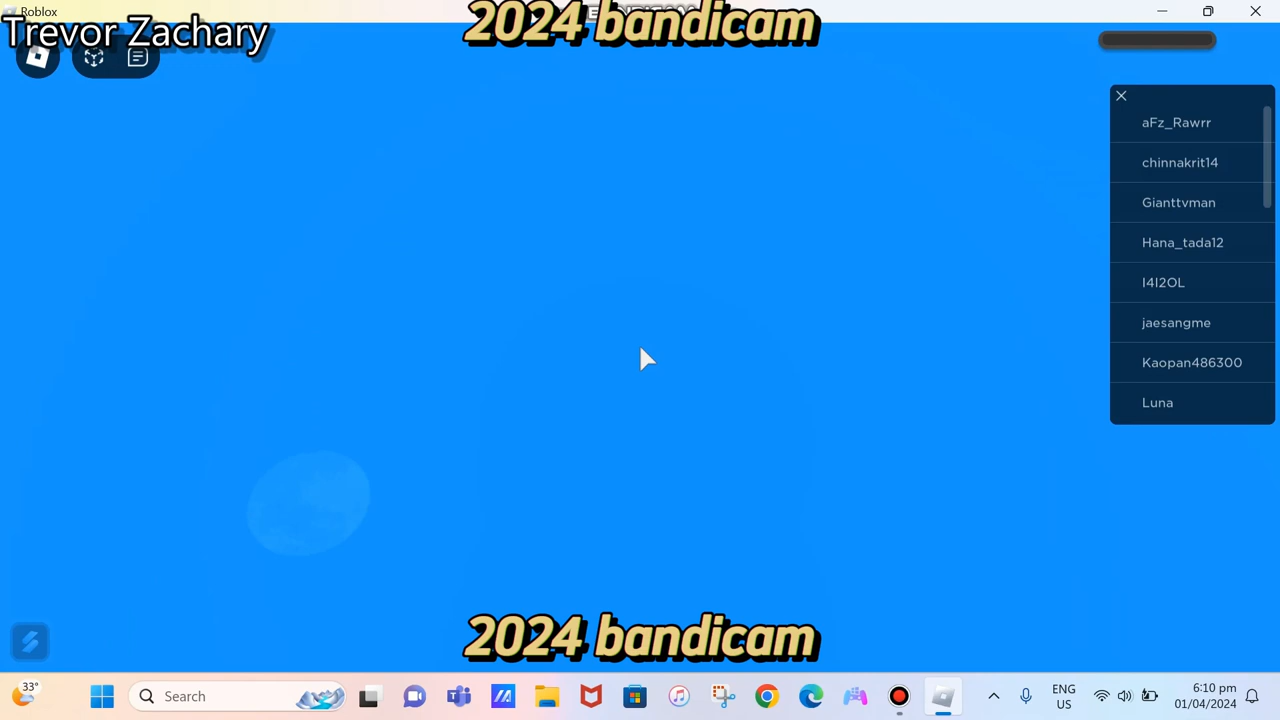 Roblox
2024 bandicam
Trevor Zachary
aFz_Rawrr
chinnakrit14
Gianttvman
Hana_tada12
jaesangme
Kaopan486300
Luna
2024 bandicam
33°
Search
ENG
US
6:10 pm
01/04/2024